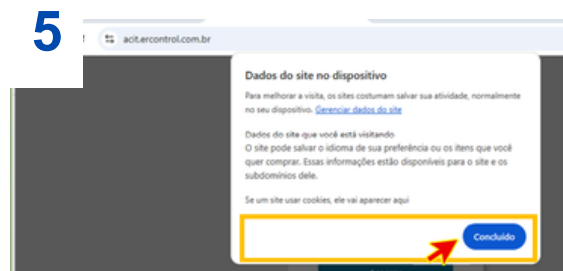 5
acit.ercontrol.com.br
Dados do site no dispositivo
Para melhorar a visita, os sites costumam salvar sua atividade, normalmente
no seu dispositivo. Gerenciar dados do site
Dados do site que você está visitando
O site pode salvar o idioma de sua preferência ou os itens que você
quer comprar. Essas informações estão disponíveis para o site e os
subdomínios dele.
Se um site usar cookies, ele vai aparecer aqui
Concluído